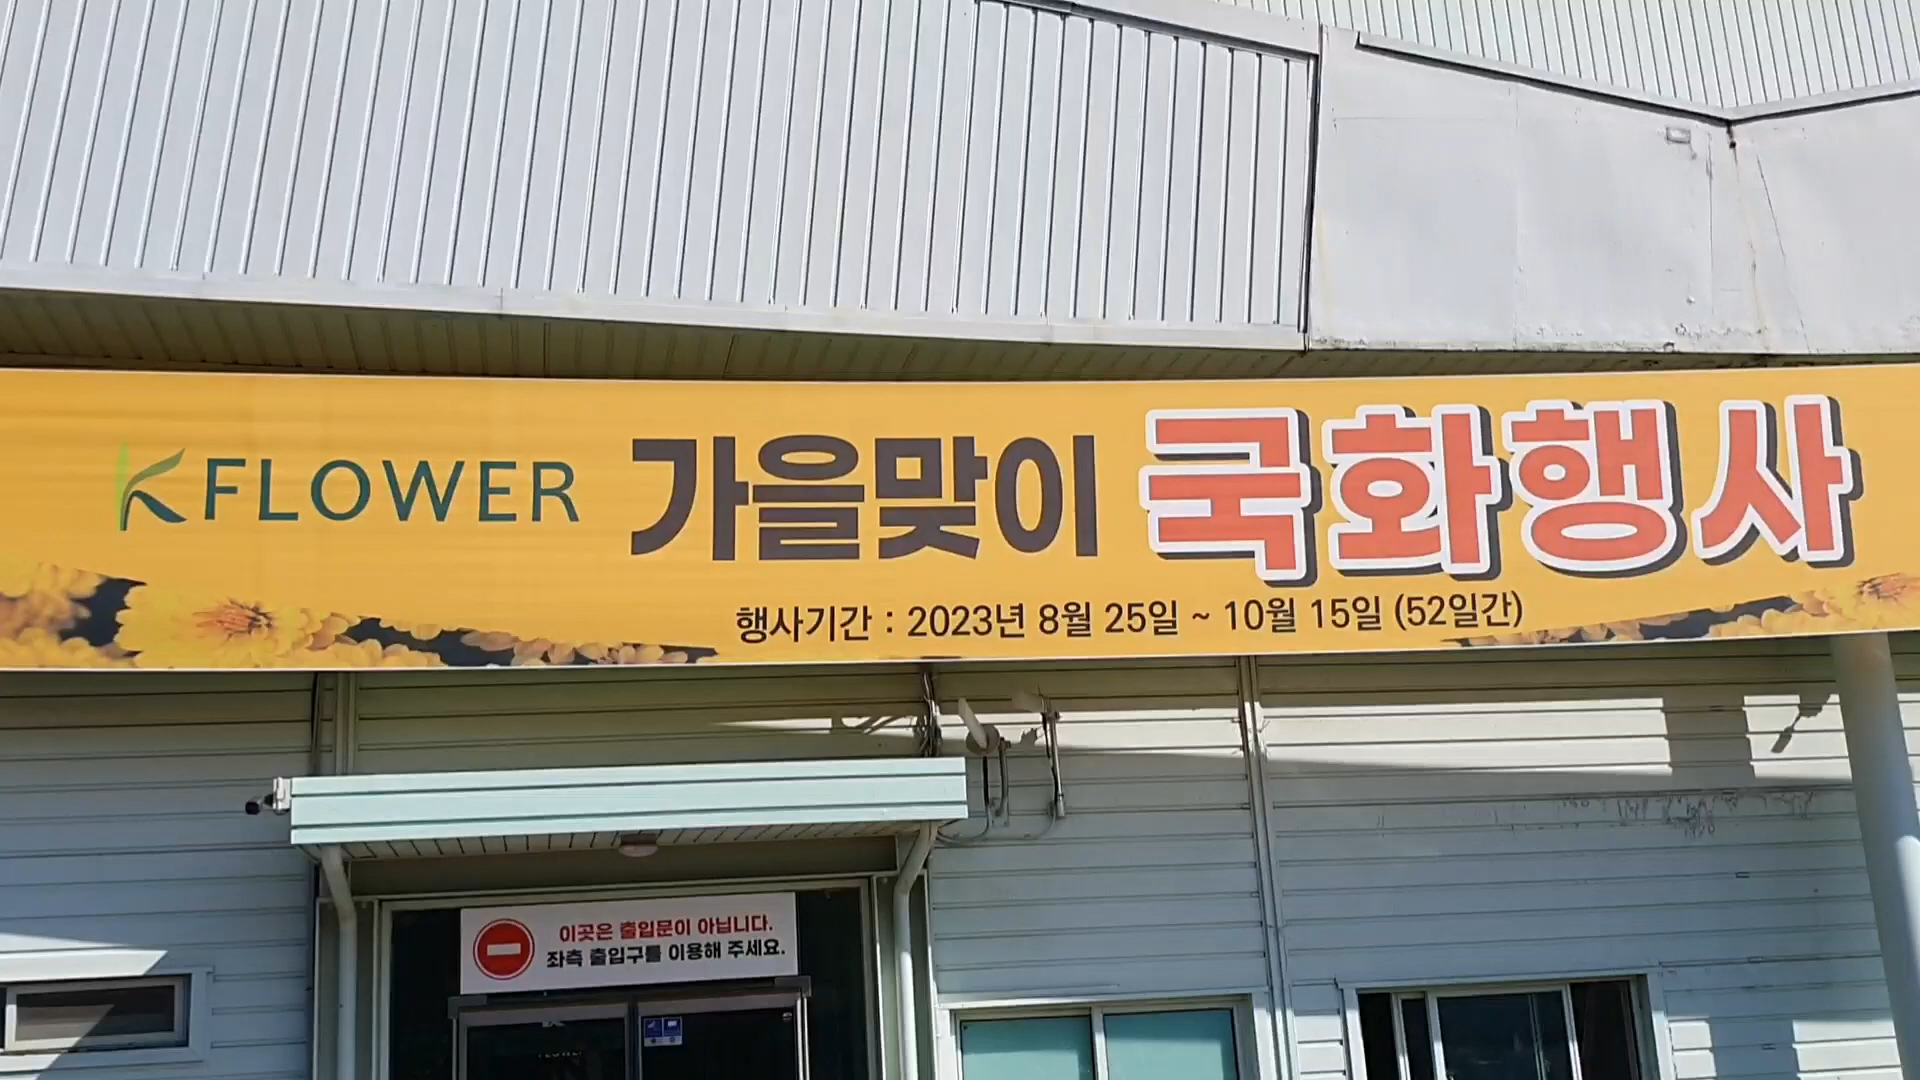 K FLOWER 가을맞이 국화행사
행사기간 : 2023년 8월 25일 ~ 10월 15일 (52일간)
이곳은 출입문이 아닙니다.
좌측 출입구를 이용해 주세요.
FLOWER